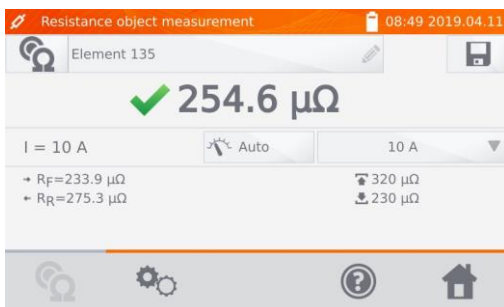 Resistance object measurement 08:49 2019.04.11
Element 135
254.6 µΩ
I = 10 A Auto 10 A
RF=233.9 µΩ 320 µΩ
RR=275.3 µΩ 230 µΩ